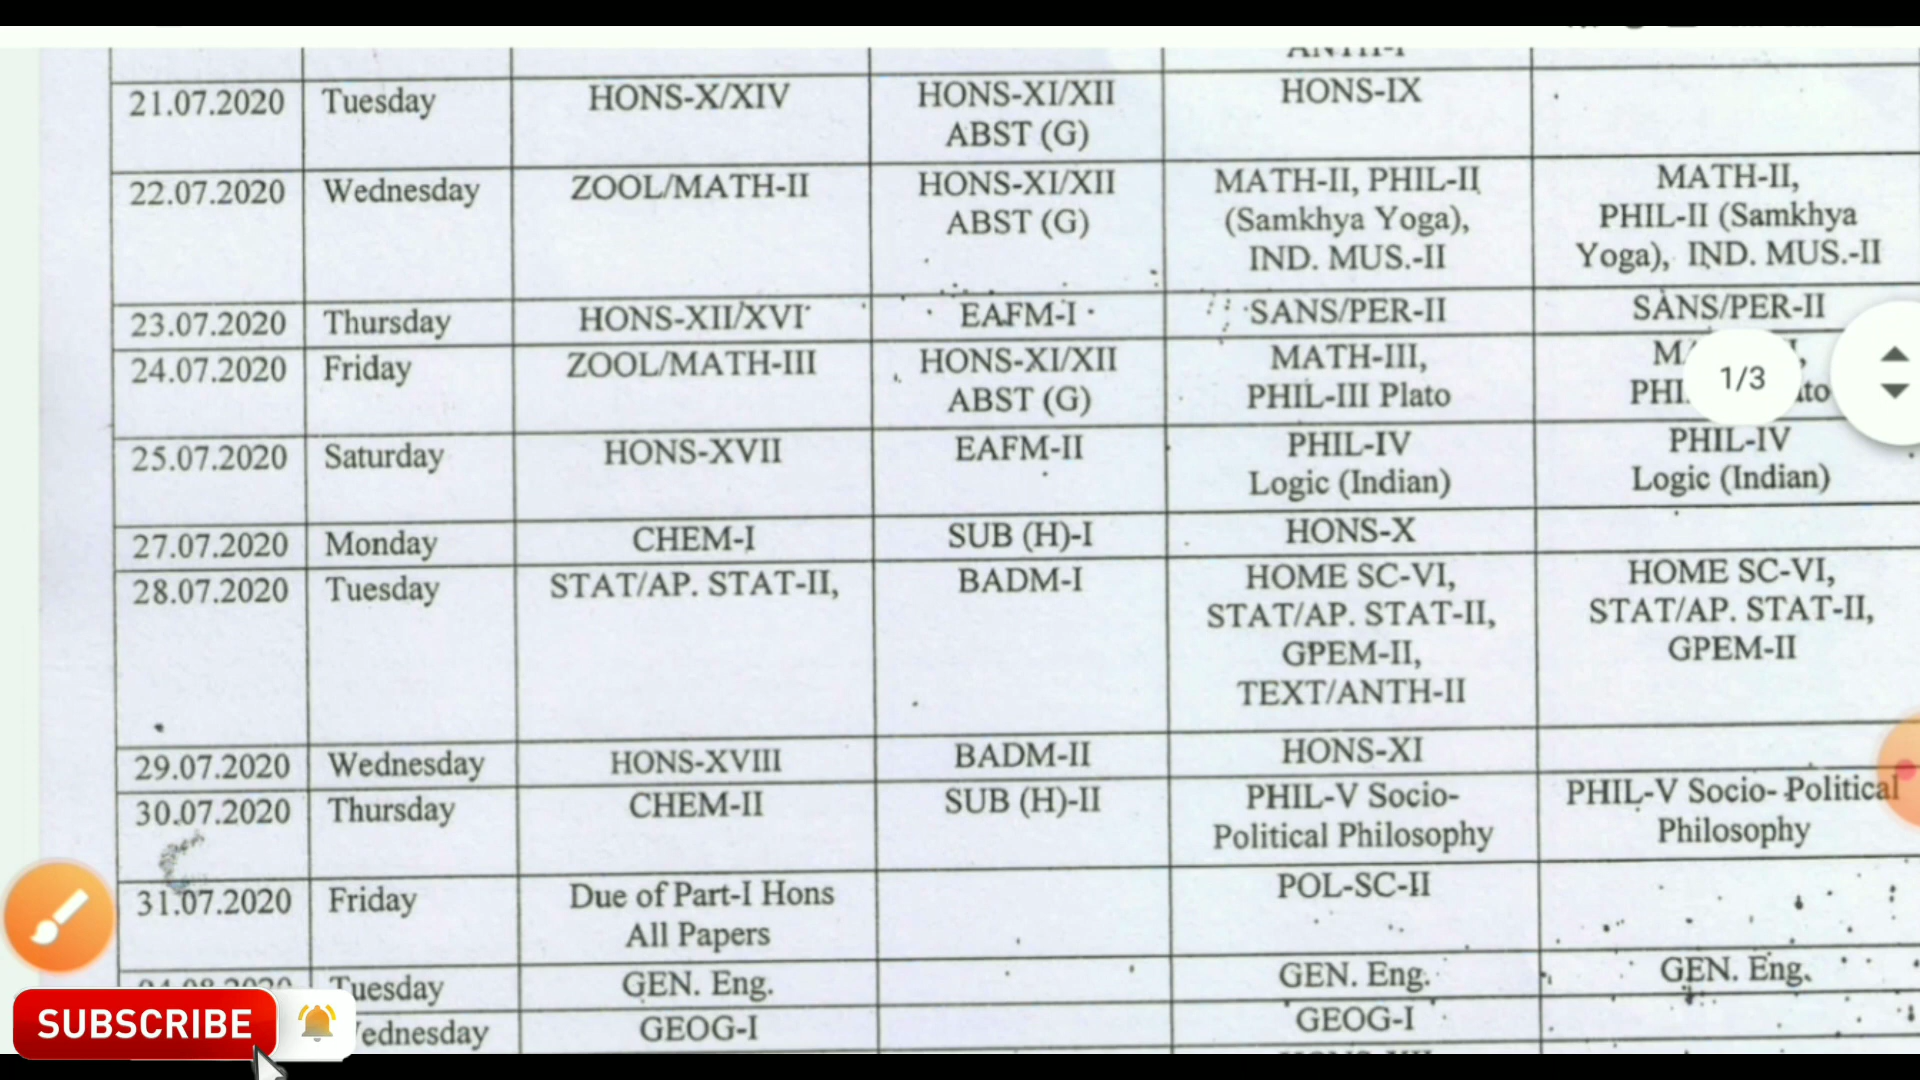 21.07.2020 Tuesday HONS-X/XIV HONS-XI/XII HONS-IX
ABST (G)
22.07.2020 Wednesday ZOOL/MATH-II HONS-XI/XII MATH-II, PHIL-II MATH-II,
ABST (G) (Samkhya Yoga), PHIL-II (Samkhya
IND. MUS.-II Yoga), IND. MUS.-II
23.07.2020 Thursday HONS-XII/XVI EAFM-I SANS/PER-II SANS/PER-II
24.07.2020 Friday ZOOL/MATH-III HONS-XI/XII MATH-III,
ABST (G) PHIL-III Plato
1/3
25.07.2020 Saturday HONS-XVII EAFM-II PHIL-IV PHIL-IV
Logic (Indian) Logic (Indian)
27.07.2020 Monday CHEM-I SUB (H)-I HONS-X
28.07.2020 Tuesday STAT/AP. STAT-II, BADM-I HOME SC-VI, HOME SC-VI,
STAT/AP. STAT-II, STAT/AP. STAT-II,
GPEM-II, GPEM-II
TEXT/ANTH-II
29.07.2020 Wednesday HONS-XVIII BADM-II HONS-XI
30.07.2020 Thursday CHEM-II SUB (H)-II PHIL-V Socio- PHIL-V Socio- Political
Political Philosophy Philosophy
31.07.2020 Friday Due of Part-I Hons POL-SC-II
All Papers
Tuesday GEN. Eng. GEN. Eng. GEN. Eng.
GEOG-I GEOG-I
SUBSCRIBE